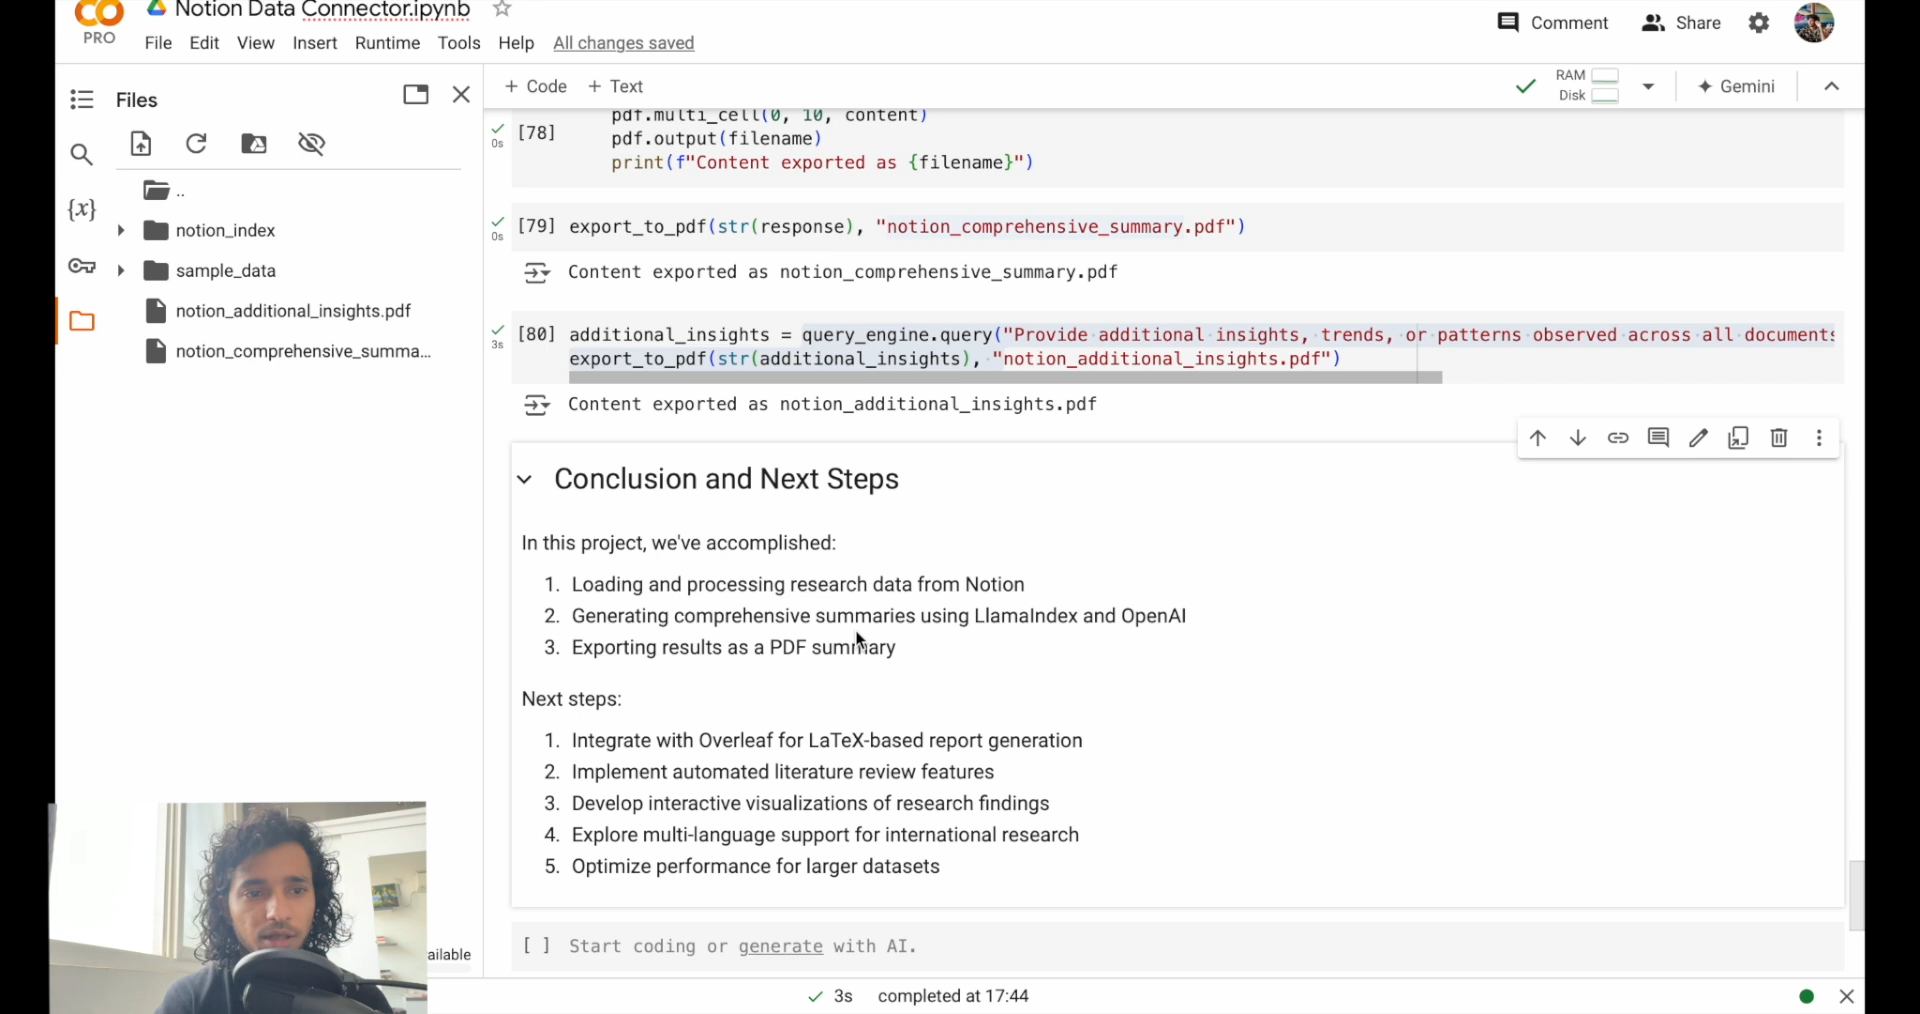 Notion Data Connector.ipynb
PRO
File Edit View Insert Runtime Tools Help All changes saved
Comment
Share
Files
+ Code + Text
RAM
Disk
Gemini
..
notion_index
sample_data
notion_additional_insights.pdf
notion_comprehensive_summa...
{x}
pdf.multi_cell(0, 10, content)
[78]
0s
pdf.output(filename)
print(f"Content exported as {filename}")
[79] export_to_pdf(str(response), "notion_comprehensive_summary.pdf")
0s
Content exported as notion_comprehensive_summary.pdf
[80] additional_insights = query_engine.query("Provide additional insights, trends, or patterns observed across all documents
3s
export_to_pdf(str(additional_insights), "notion_additional_insights.pdf")
Content exported as notion_additional_insights.pdf
Conclusion and Next Steps
In this project, we've accomplished:
1. Loading and processing research data from Notion
2. Generating comprehensive summaries using LlamaIndex and OpenAI
3. Exporting results as a PDF summary
Next steps:
1. Integrate with Overleaf for LaTeX-based report generation
2. Implement automated literature review features
3. Develop interactive visualizations of research findings
4. Explore multi-language support for international research
5. Optimize performance for larger datasets
[ ] Start coding or generate with AI.
ailable
3s completed at 17:44